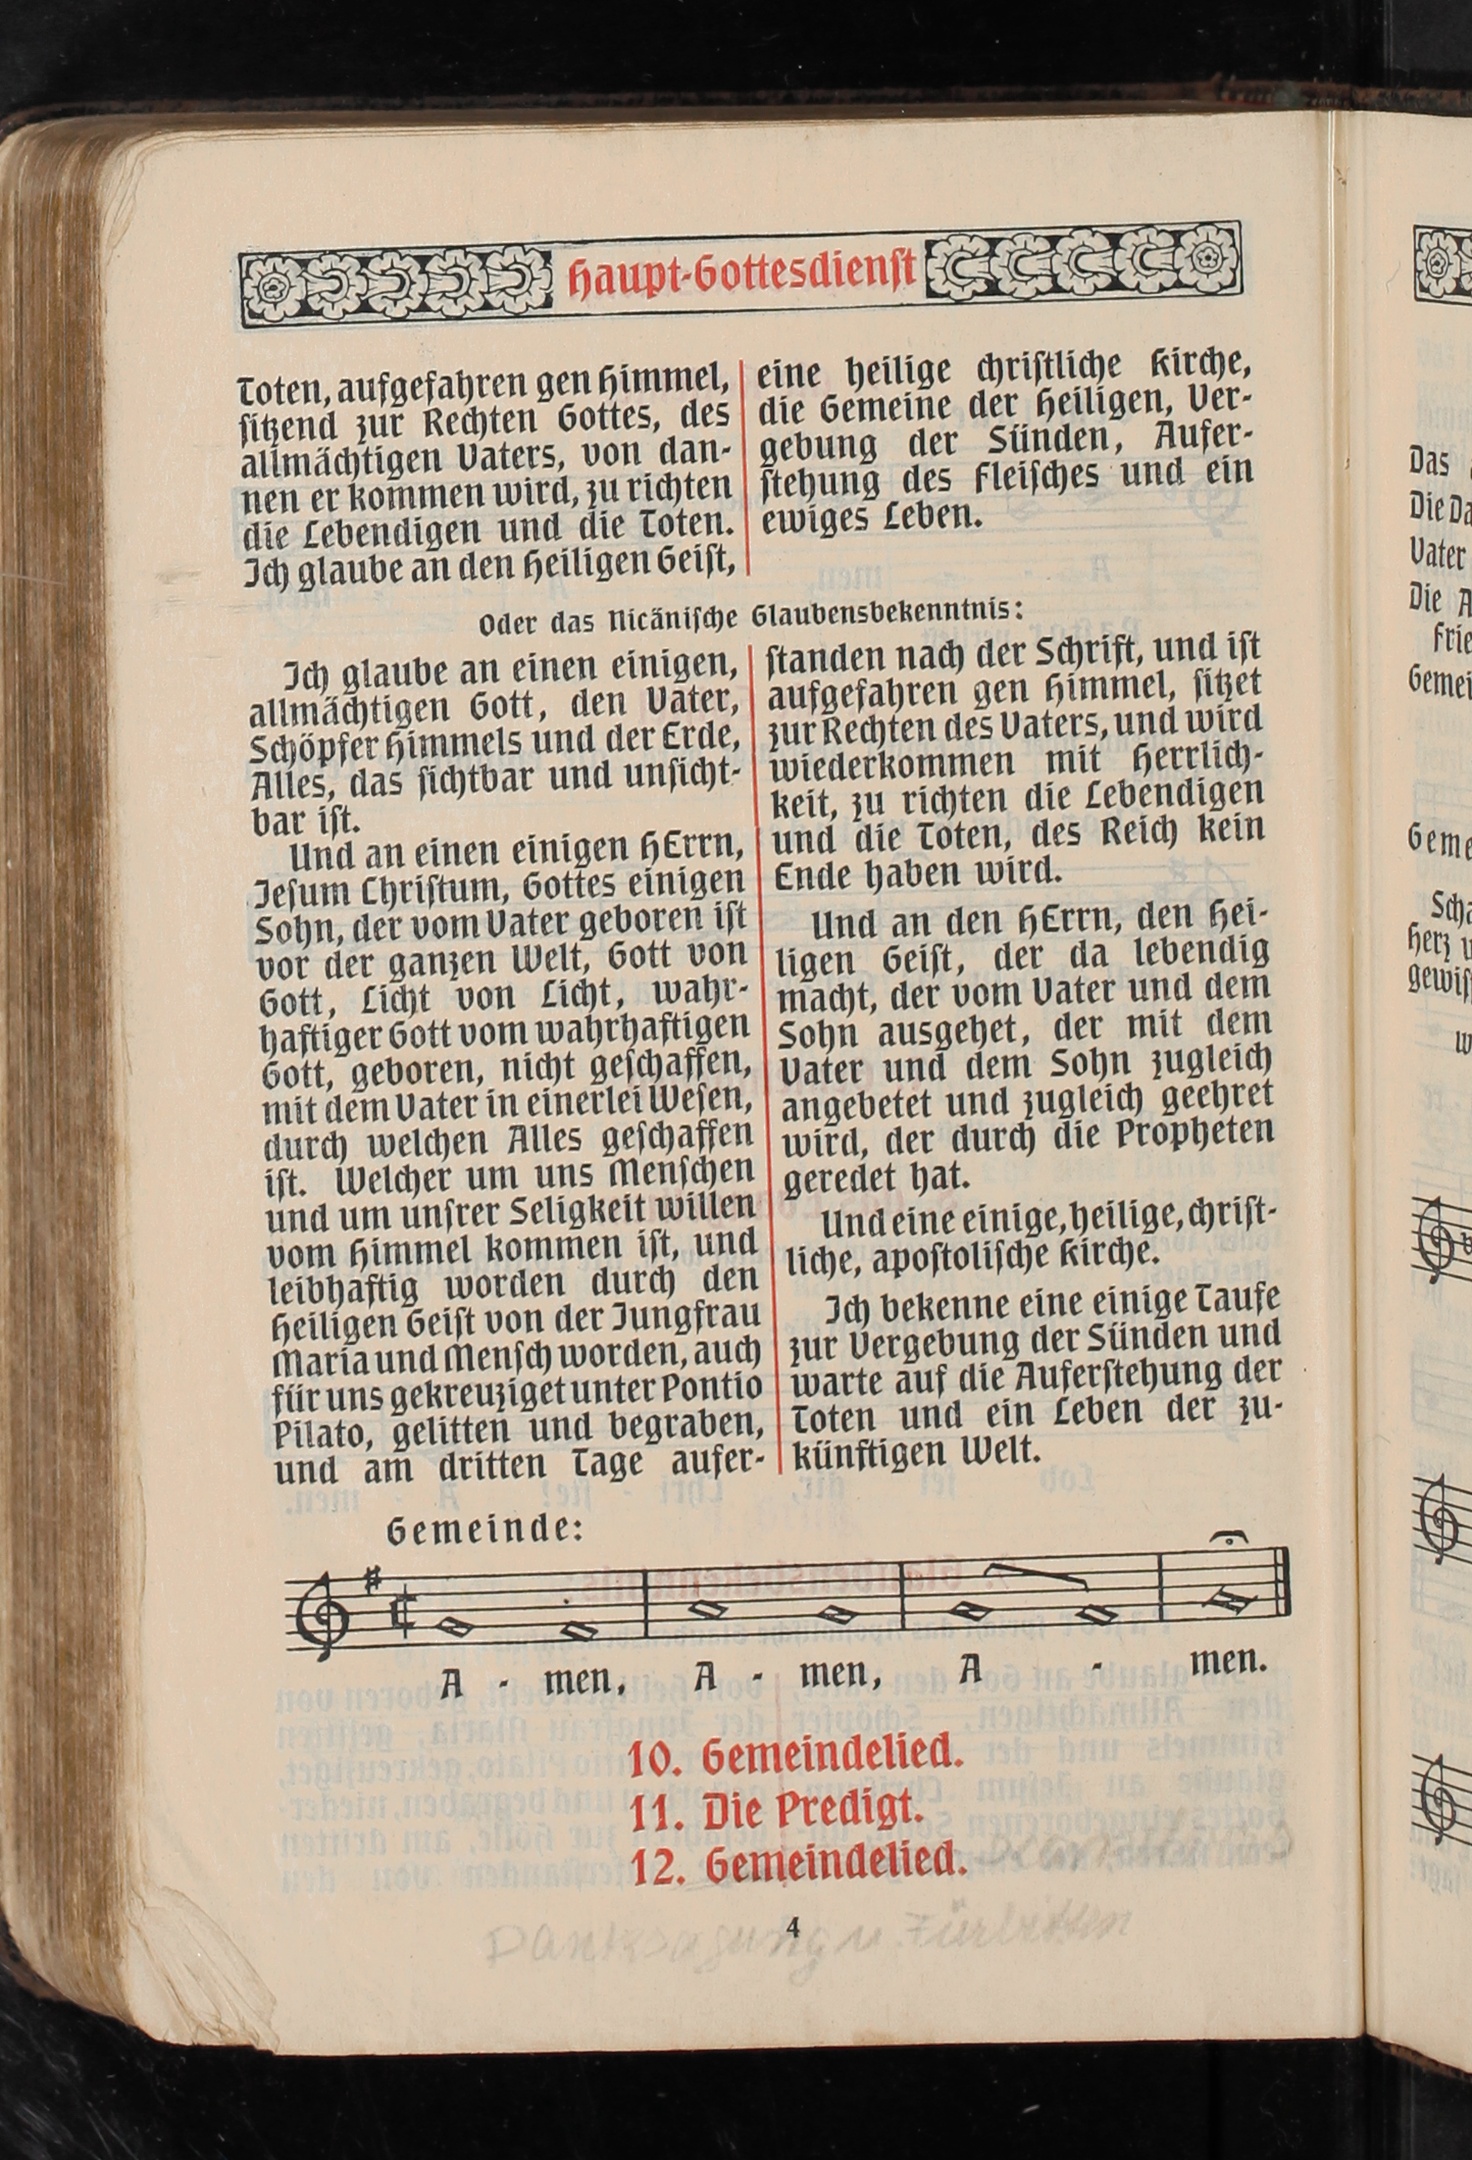 Haupt-Gottesdienst
Toten, aufgefahren gen Himmel,
sitzend zur Rechten Gottes, des
allmächtigen Vaters, von dan-
nen er kommen wird, zu richten
die Lebendigen und die Toten.
Ich glaube an den Heiligen Geist,
eine heilige christliche Kirche,
die Gemeine der Heiligen, Ver-
gebung der Sünden, Aufer-
stehung des Fleisches und ein
ewiges Leben.
Oder das Nicänische Glaubensbekenntnis:
Ich glaube an einen einigen,
allmächtigen Gott, den Vater,
Schöpfer Himmels und der Erde,
Alles, das sichtbar und unsicht-
bar ist.
Und an einen einigen HErrn,
Jesum Christum, Gottes einigen
Sohn, der vom Vater geboren ist
vor der ganzen Welt, Gott von
Gott, Licht von Licht, wahr-
haftiger Gott vom wahrhaftigen
Gott, geboren, nicht geschaffen,
mit dem Vater in einerlei Wesen,
durch welchen Alles geschaffen
ist. Welcher um uns Menschen
und um unsrer Seligkeit willen
vom Himmel kommen ist, und
leibhaftig worden durch den
Heiligen Geist von der Jungfrau
Maria und Mensch worden, auch
für uns gekreuziget unter Pontio
Pilato, gelitten und begraben,
und am dritten Tage aufer-
standen nach der Schrift, und ist
aufgefahren gen Himmel, sitzet
zur Rechten des Vaters, und wird
wiederkommen mit Herrlich-
keit, zu richten die Lebendigen
und die Toten, des Reich kein
Ende haben wird.
Und an den HErrn, den Hei-
ligen Geist, der da lebendig
macht, der vom Vater und dem
Sohn ausgehet, der mit dem
Vater und dem Sohn zugleich
angebetet und zugleich geehret
wird, der durch die Propheten
geredet hat.
Und eine einige, heilige, christ-
liche, apostolische Kirche.
Ich bekenne eine einige Taufe
zur Vergebung der Sünden und
warte auf die Auferstehung der
Toten und ein Leben der zu-
künftigen Welt.
Gemeinde:
A - men, A - men, A - men.
10. Gemeindelied.
11. Die Predigt.
12. Gemeindelied.
4
Danksagung u. Fürbitten
Das
Die Da
Vater
Die A
Frie
Gemei
Geme
Scha
Herz u
gewiss